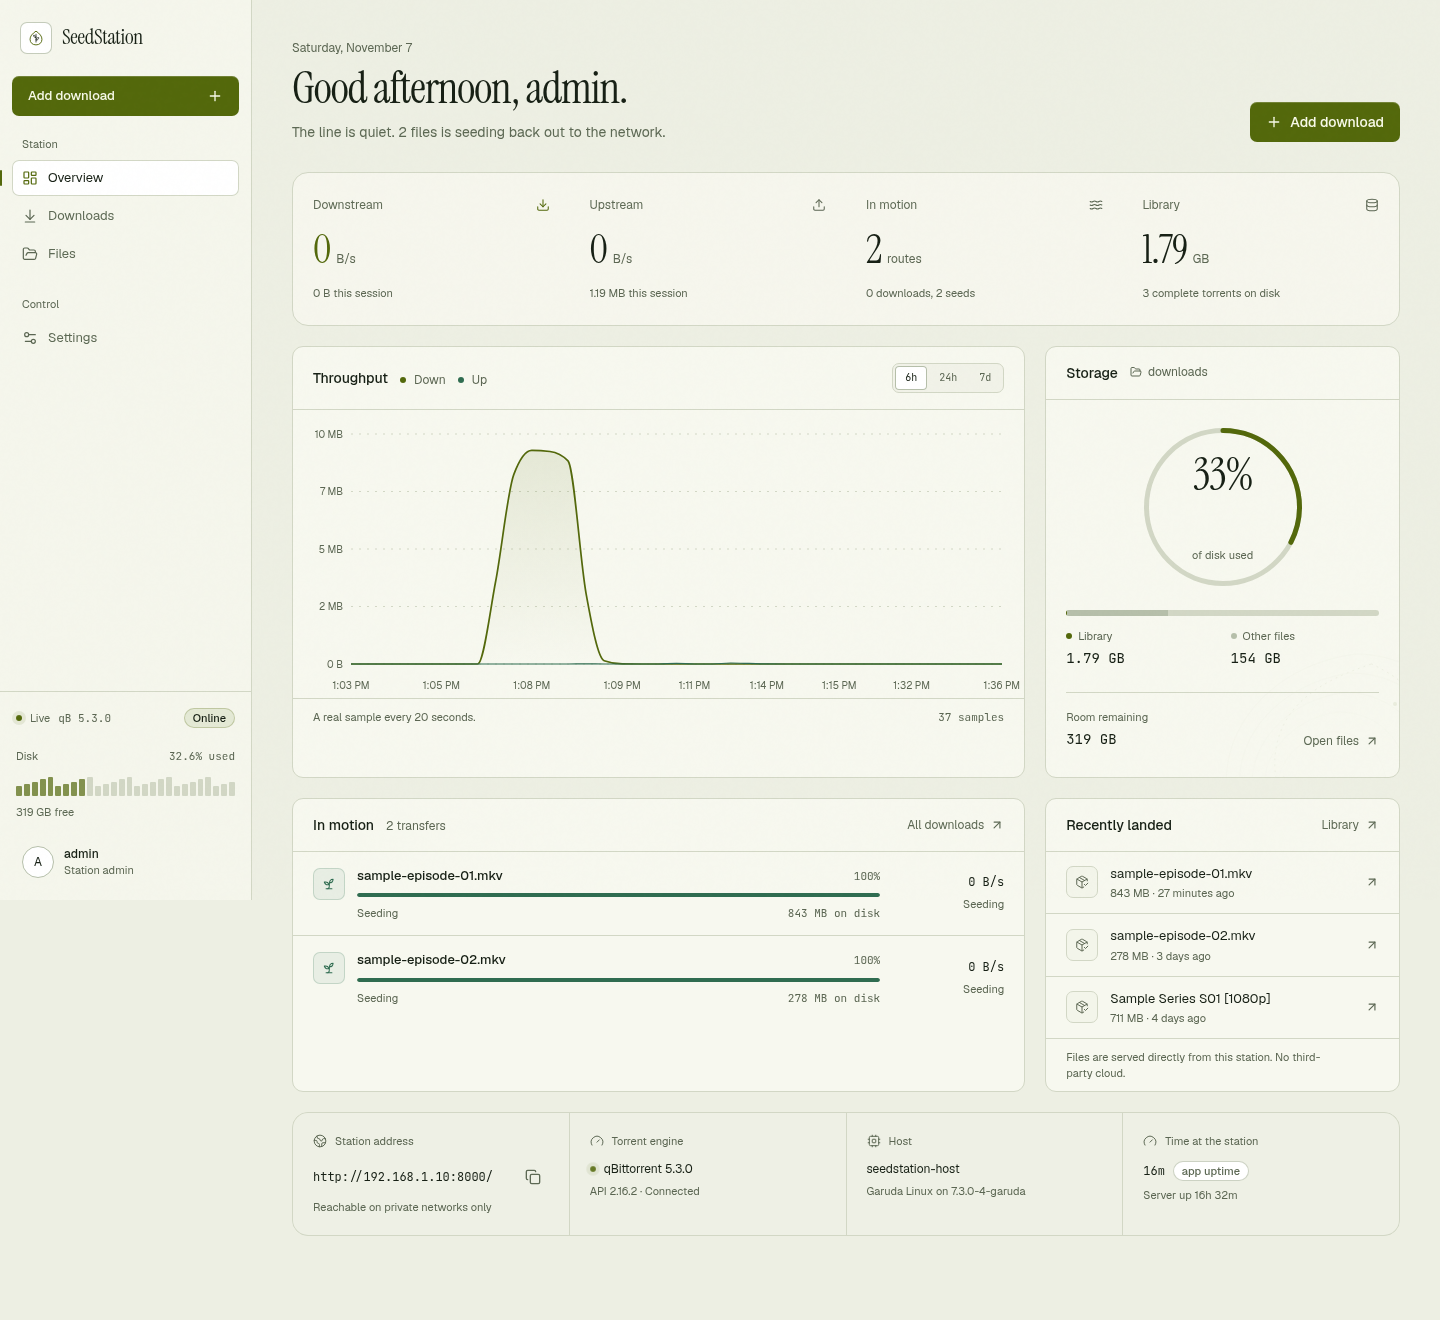 SeedStation
Add download
Station
Overview
Downloads
Files
Control
Settings
Live qB 5.3.0 Online
Disk 32.6% used
319 GB free
A
admin
Station admin
Saturday, November 7
Good afternoon, admin.
The line is quiet. 2 files is seeding back out to the network.
Add download
Downstream
0 B/s
0 B this session
Upstream
0 B/s
1.19 MB this session
In motion
2 routes
0 downloads, 2 seeds
Library
1.79 GB
3 complete torrents on disk
Throughput Down Up
6h 24h 7d
10 MB
7 MB
5 MB
2 MB
0 B
1:03 PM 1:05 PM 1:08 PM 1:09 PM 1:11 PM 1:14 PM 1:15 PM 1:32 PM 1:36 PM
A real sample every 20 seconds. 37 samples
Storage downloads
33%
of disk used
Library Other files
1.79 GB 154 GB
Room remaining
319 GB Open files
In motion 2 transfers All downloads
sample-episode-01.mkv 100%
Seeding 843 MB on disk
0 B/s
Seeding
sample-episode-02.mkv 100%
Seeding 278 MB on disk
0 B/s
Seeding
Recently landed Library
sample-episode-01.mkv
843 MB · 27 minutes ago
sample-episode-02.mkv
278 MB · 3 days ago
Sample Series S01 [1080p]
711 MB · 4 days ago
Files are served directly from this station. No third-
party cloud.
Station address
http://192.168.1.10:8000/
Reachable on private networks only
Torrent engine
qBittorrent 5.3.0
API 2.16.2 · Connected
Host
seedstation-host
Garuda Linux on 7.3.0-4-garuda
Time at the station
16m app uptime
Server up 16h 32m